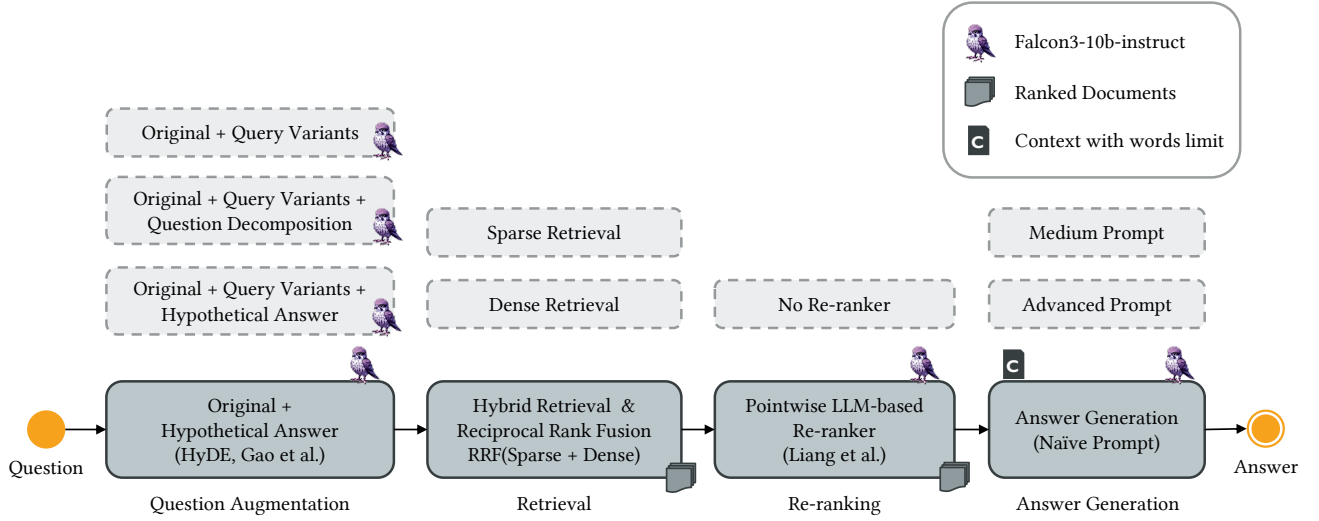 Falcon3-10b-instruct
Ranked Documents
C
Context with words limit
Original + Query Variants
Original + Query Variants +
Question Decomposition
Original + Query Variants +
Hypothetical Answer
Sparse Retrieval
Dense Retrieval
No Re-ranker
Medium Prompt
Advanced Prompt
C
Question
Original +
Hypothetical Answer
(HyDE, Gao et al.)
Question Augmentation
Hybrid Retrieval &
Reciprocal Rank Fusion
RRF(Sparse + Dense)
Retrieval
Pointwise LLM-based
Re-ranker
(Liang et al.)
Re-ranking
Answer Generation
(Naïve Prompt)
Answer Generation
Answer